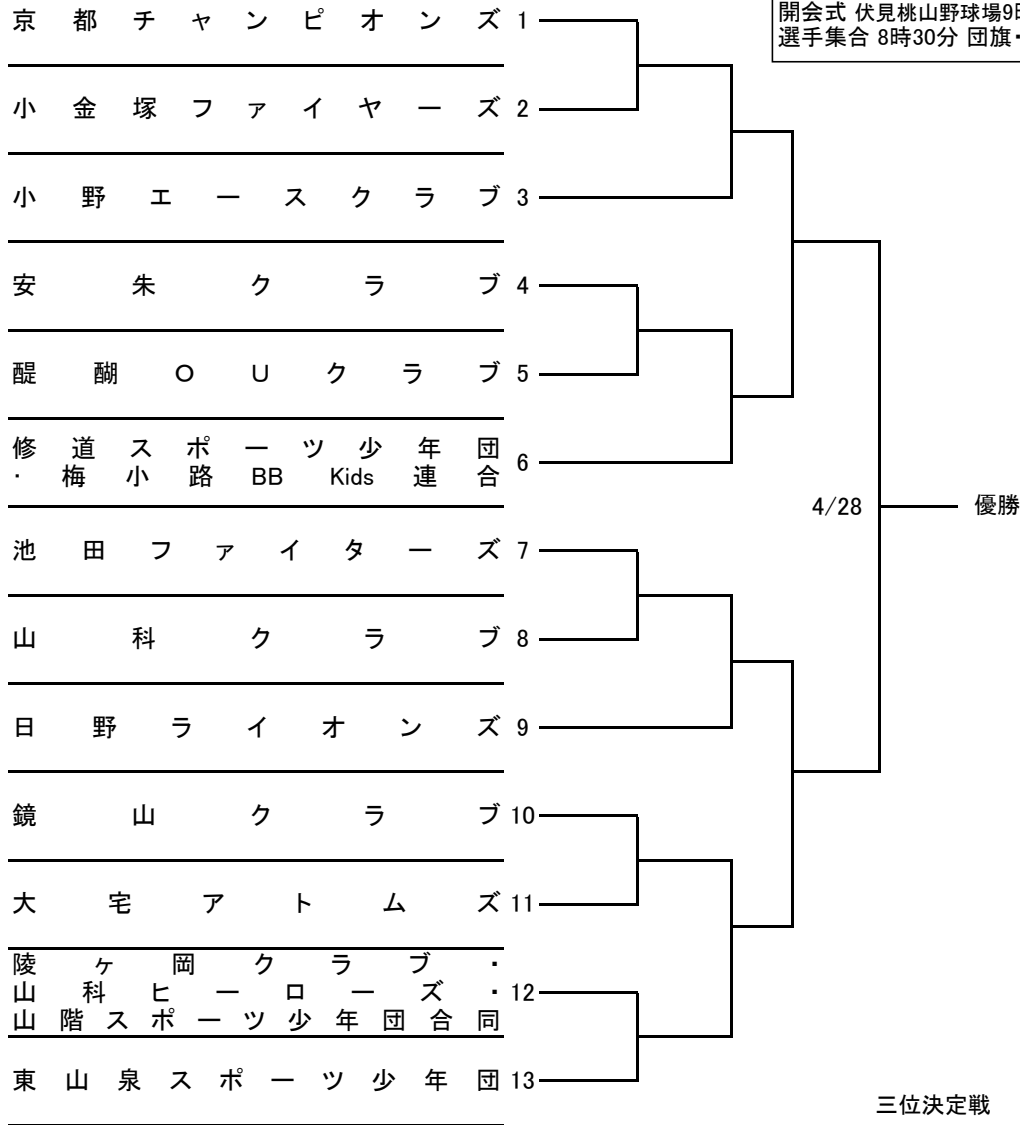 開会式 伏見桃山野球場9時
選手集合 8時30分 団旗・
京都チャンピオンズ 1
小金塚ファイヤーズ 2
小野エースクラブ 3
安朱クラブ 4
醍醐OUクラブ 5
修道スポーツ少年団
・梅小路 BB Kids 連合 6
池田ファイターズ 7
山科クラブ 8
日野ライオンズ 9
鏡山クラブ 10
大宅アトムズ 11
陵ヶ岡クラブ・
山科ヒーローズ・ 12
山階スポーツ少年団合同
東山泉スポーツ少年団 13
4/28
優勝
三位決定戦